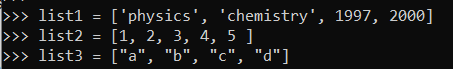 >>> list1 = ['physics', 'chemistry', 1997, 2000]
>>> list2 = [1, 2, 3, 4, 5 ]
>>> list3 = ["a", "b", "c", "d"]